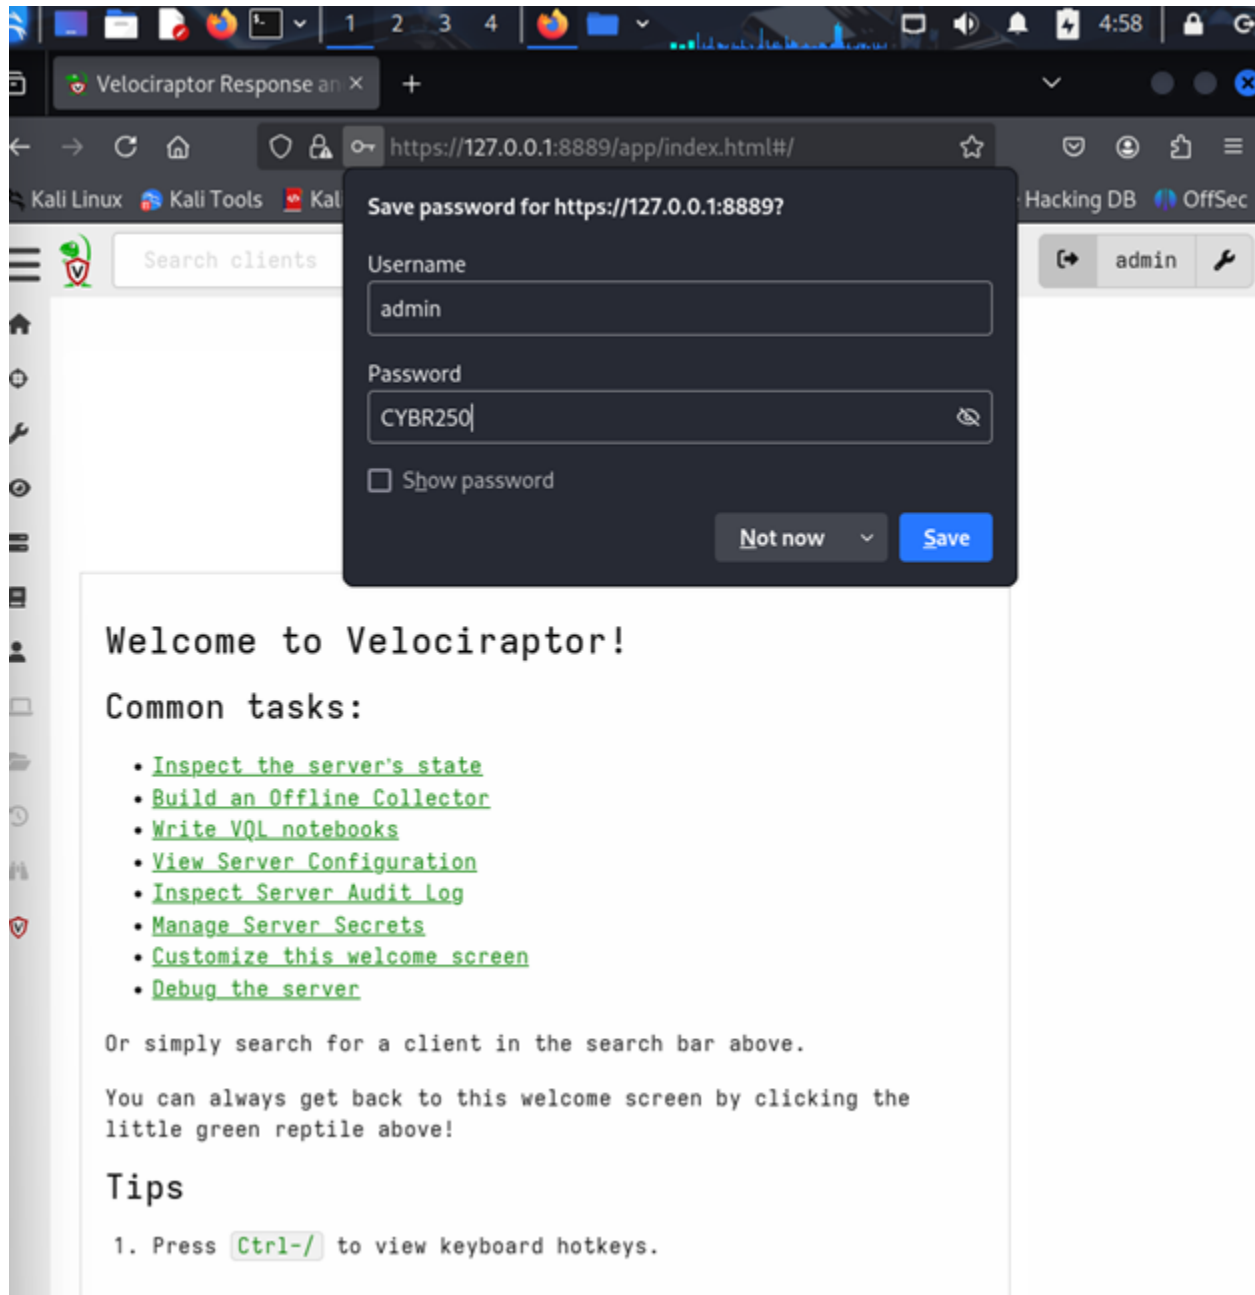 1 2 3 4 4:58
Velociraptor Response an
https://127.0.0.1:8889/app/index.html#/
Kali Linux Kali Tools Kal Hacking DB OffSec
Save password for https://127.0.0.1:8889?
Search clients
admin
Username
admin
Password
CYBR250
Show password
Not now Save
Welcome to Velociraptor!
Common tasks:
• Inspect the server's state
• Build an Offline Collector
• Write VQL notebooks
• View Server Configuration
• Inspect Server Audit Log
• Manage Server Secrets
• Customize this welcome screen
• Debug the server
Or simply search for a client in the search bar above.
You can always get back to this welcome screen by clicking the
little green reptile above!
Tips
1. Press Ctrl-/ to view keyboard hotkeys.